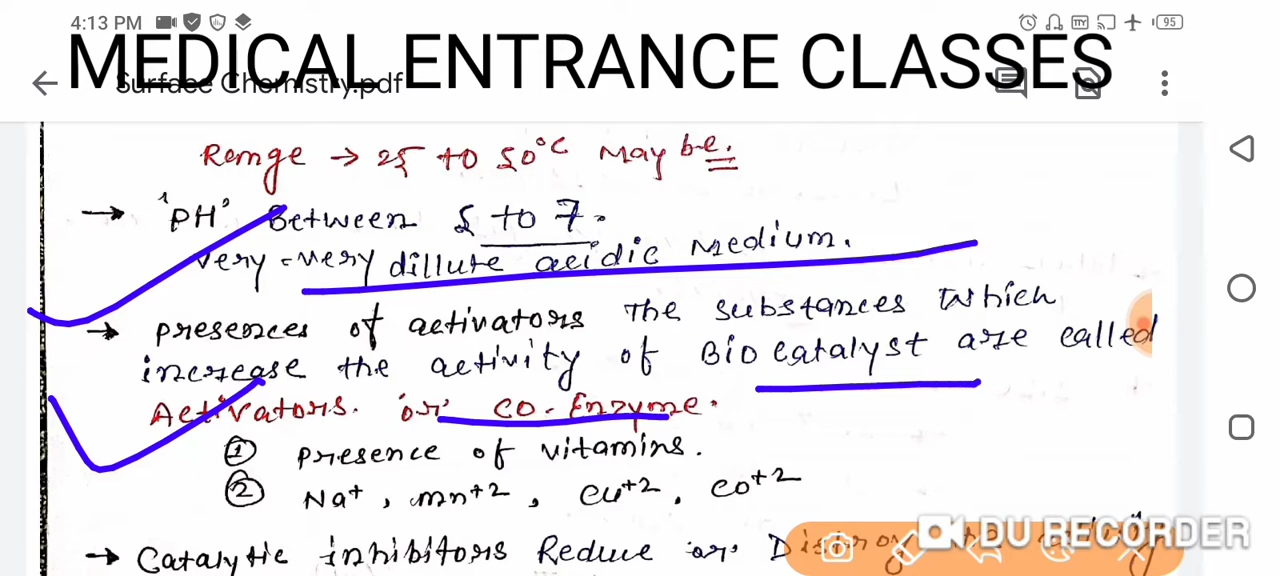 4:13 PM
95
MEDICAL ENTRANCE CLASSES
Surface Chemistry.pdf
Range → 25 to 50°C May be.
→ 'PH' Between 5 to 7.
very-very dillute acidic Medium.
→ presences of activators The substances which
increase the activity of Bio catalyst are called
Activators. or co-Enzyme.
① presence of vitamins.
② Na+, mn+2, cu+2, co+2
→ Catalytic inhibitors Reduce or
DU RECORDER